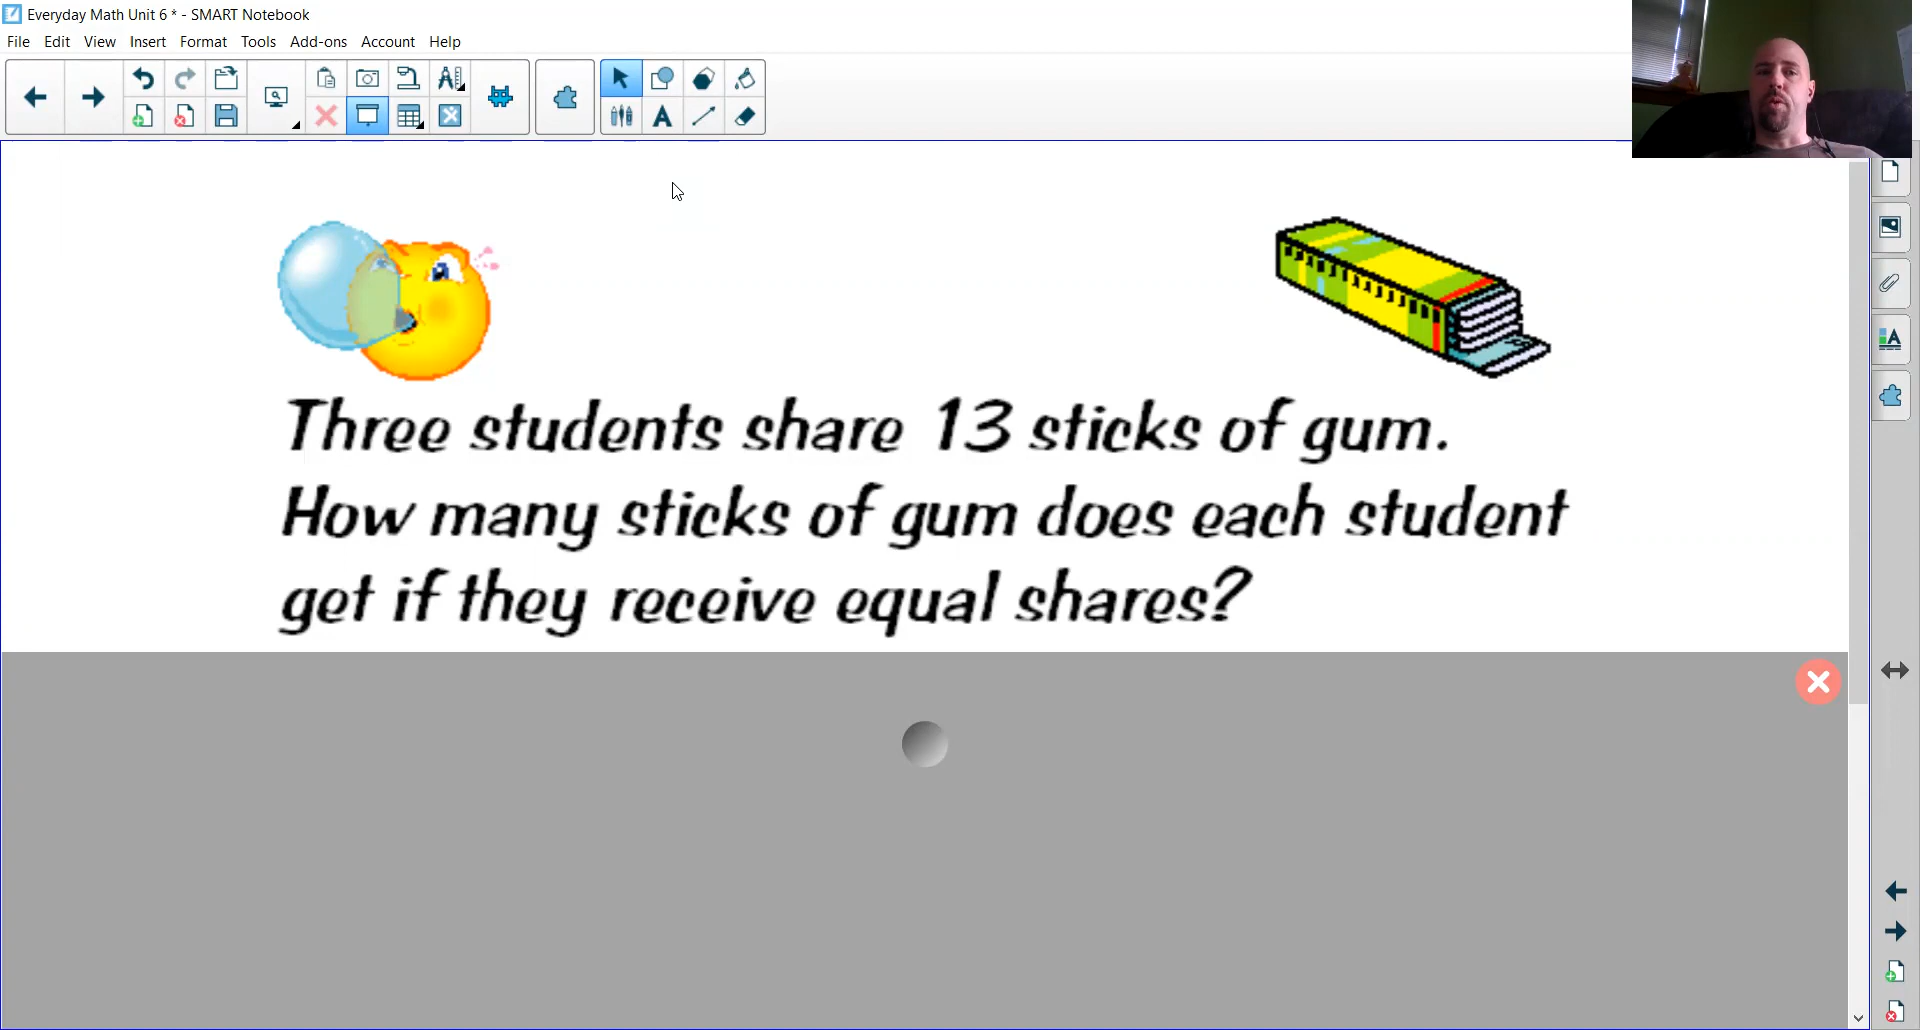 Everyday Math Unit 6 * - SMART Notebook
File Edit View Insert Format Tools Add-ons Account Help
Three students share 13 sticks of gum.
How many sticks of gum does each student
get if they receive equal shares?